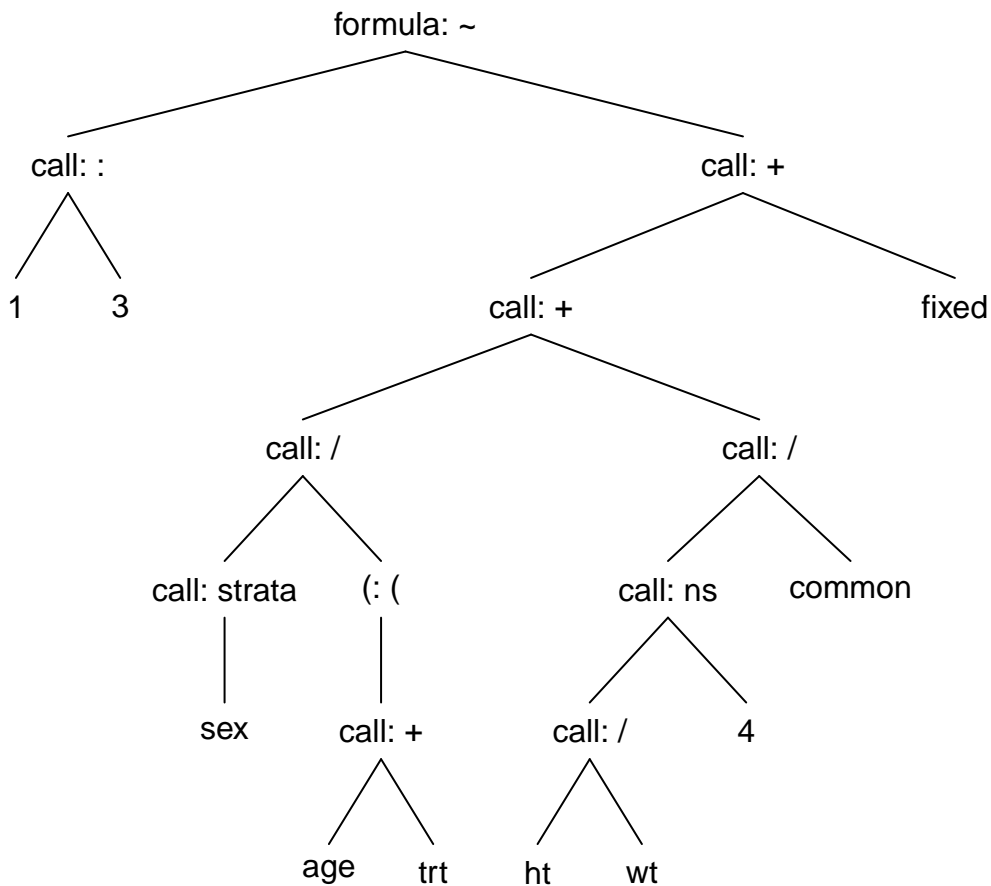 formula: ~
call: : call: +
1 3 call: + fixed
call: / call: /
call: strata (: ( call: ns common
sex call: + call: / 4
age trt ht wt